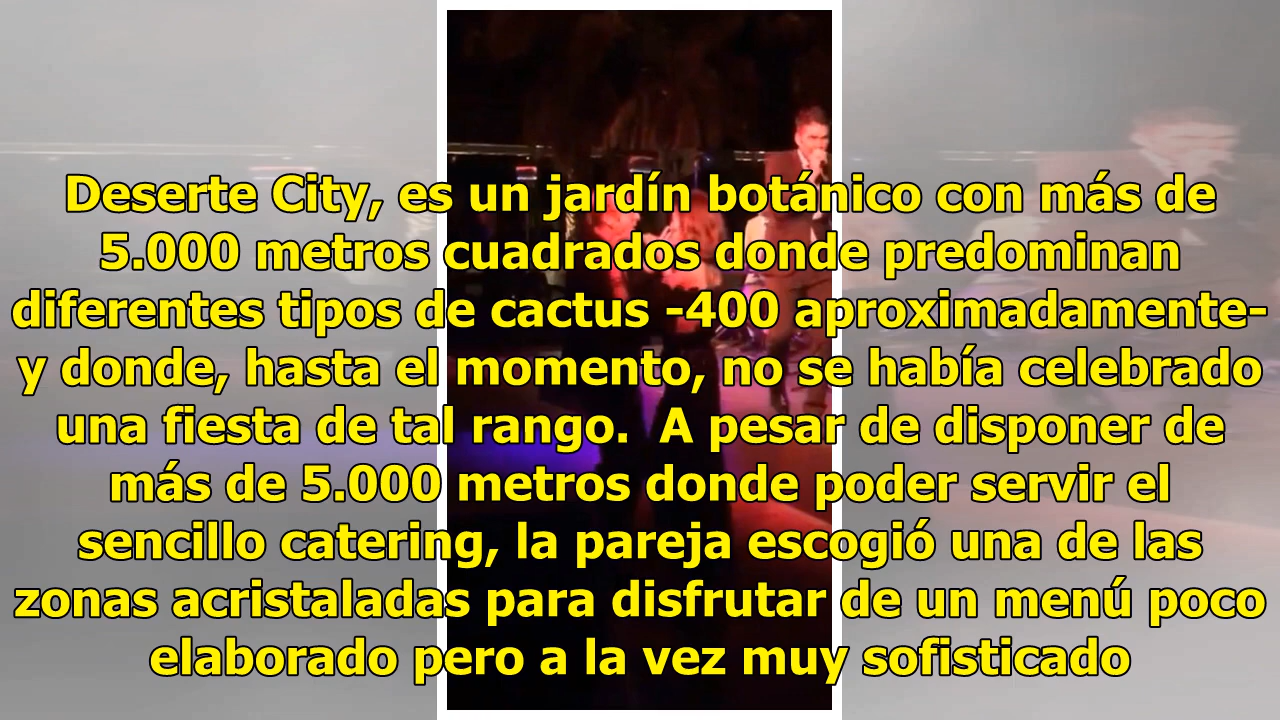 Deserte City, es un jardín botánico con más de
5.000 metros cuadrados donde predominan
diferentes tipos de cactus -400 aproximadamente-
y donde, hasta el momento, no se había celebrado
una fiesta de tal rango.  A pesar de disponer de
más de 5.000 metros donde poder servir el
sencillo catering, la pareja escogió una de las
zonas acristaladas para disfrutar de un menú poco
elaborado pero a la vez muy sofisticado